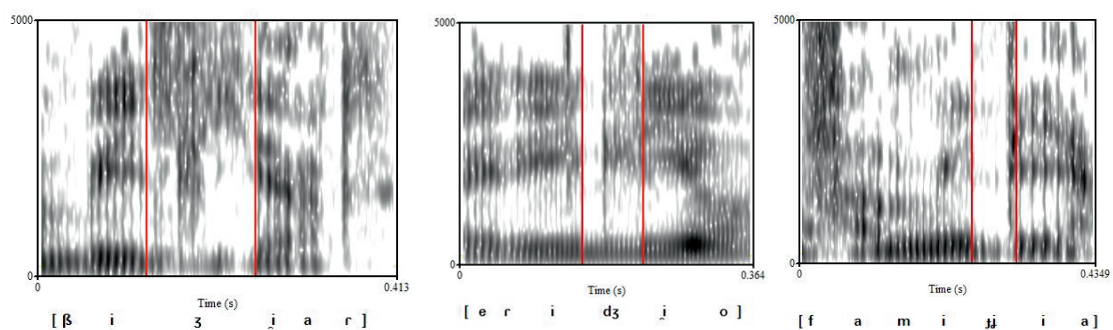 5000
0
0
0.413
Time (s)
[ ß i ʒ i̯ a ɾ ]
5000
0
0
0.364
Time (s)
[ e ɾ i dʒ i̯ o ]
5000
0
0
0.4349
Time (s)
[ f a m i ɟʝ i a ]